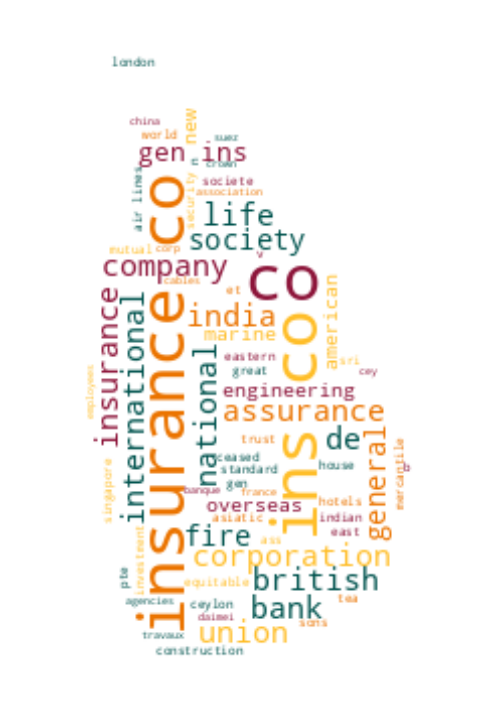 london
china
new
world
suez
gen ins
n
crown
air lines
societe
security
association
life
society
mutual corp
v
company
cables
co
et
insurance co
india
american
marine
international
insurance
national
eastern
sri
great
cey
employees
engineering
assurance
co
ins
de
trust
general
mercantile
ceased
standard
house
singapore
gen
banque
france
overseas
hotels
asiatic
indian
east
fire
ass
corporation
investment
pte
equitable
british
agencies
ceylon
bank
tea
daimei
sons
travaux
union
construction